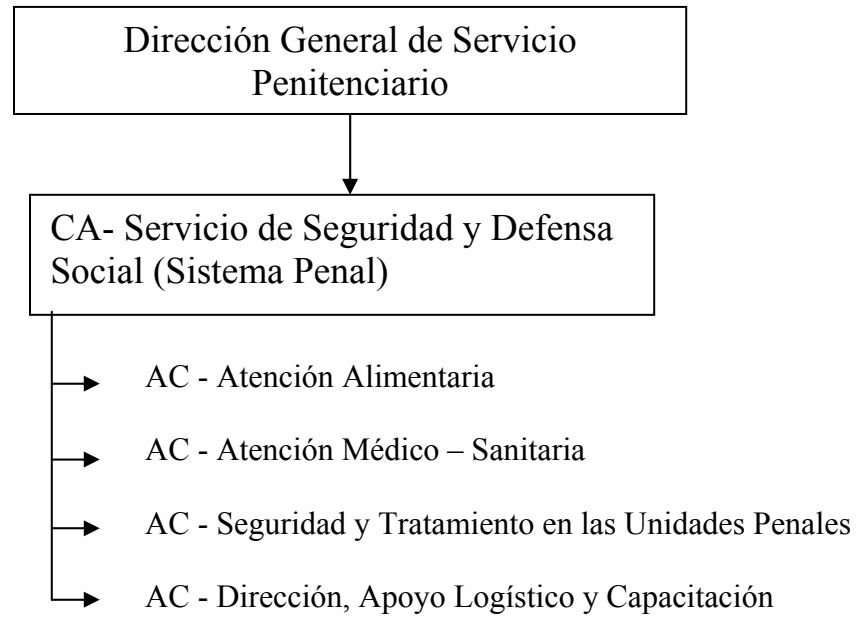 Dirección General de Servicio
Penitenciario
CA- Servicio de Seguridad y Defensa
Social (Sistema Penal)
AC - Atención Alimentaria
AC - Atención Médico – Sanitaria
AC - Seguridad y Tratamiento en las Unidades Penales
AC - Dirección, Apoyo Logístico y Capacitación